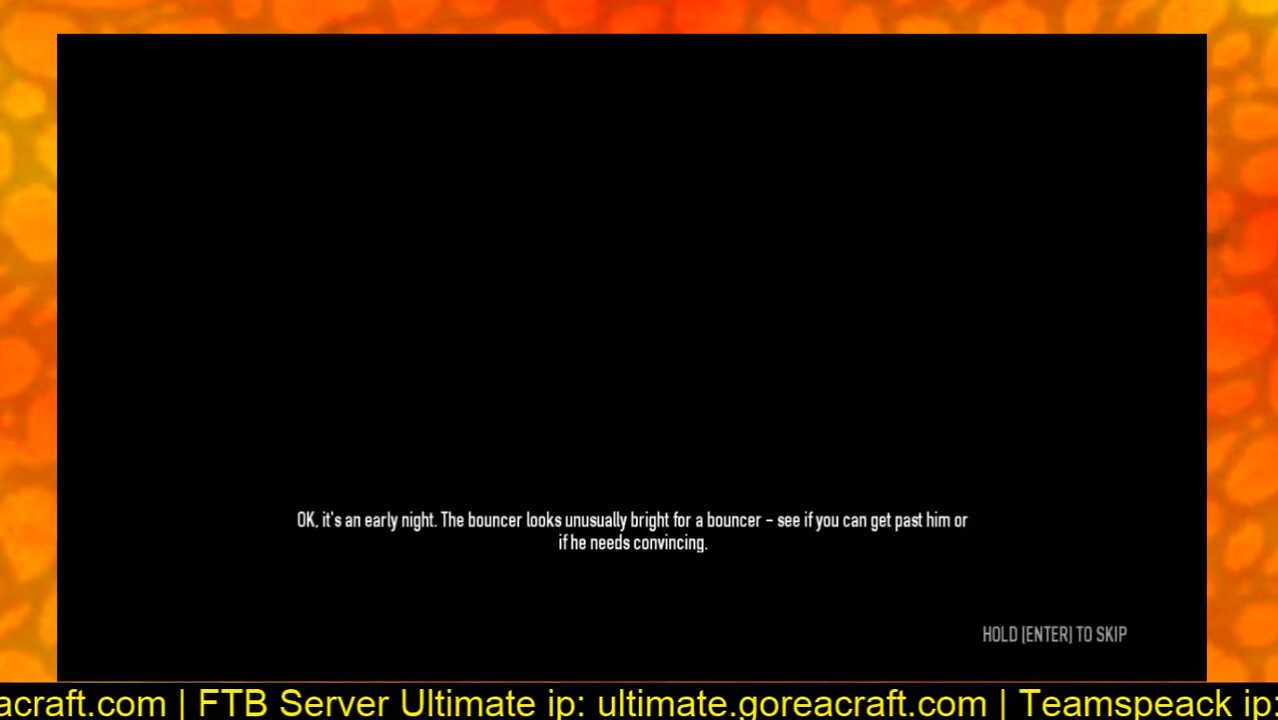 OK, it's an early night. The bouncer looks unusually bright for a bouncer - see if you can get past him or
if he needs convincing.
HOLD [ENTER] TO SKIP
acraft.com | FTB Server Ultimate ip: ultimate.goreacraft.com | Teamspeack ip: